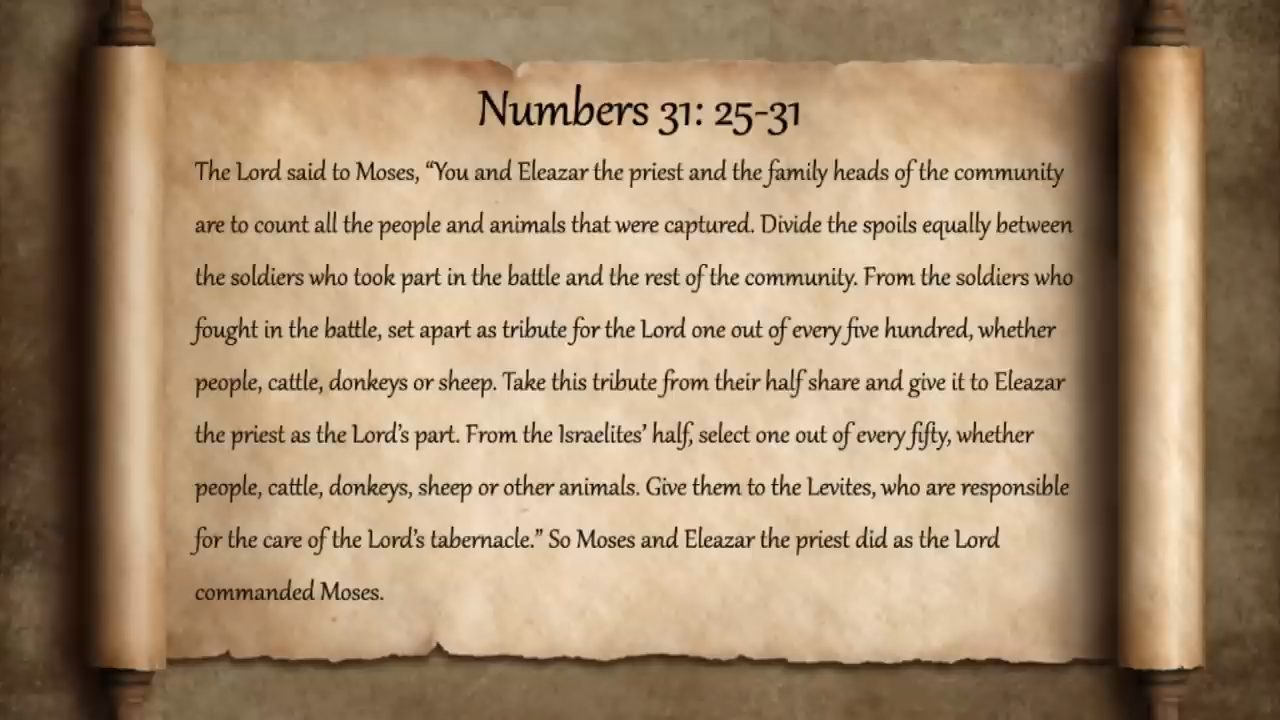 Numbers 31: 25-31
The Lord said to Moses, “You and Eleazar the priest and the family heads of the community
are to count all the people and animals that were captured. Divide the spoils equally between
the soldiers who took part in the battle and the rest of the community. From the soldiers who
fought in the battle, set apart as tribute for the Lord one out of every five hundred, whether
people, cattle, donkeys or sheep. Take this tribute from their half share and give it to Eleazar
the priest as the Lord’s part. From the Israelites’ half, select one out of every fifty, whether
people, cattle, donkeys, sheep or other animals. Give them to the Levites, who are responsible
for the care of the Lord’s tabernacle.” So Moses and Eleazar the priest did as the Lord
commanded Moses.